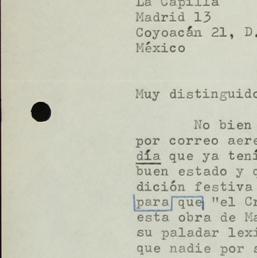 La Capilla
Madrid 13
Coyoacán 21, D.
México
Muy distinguido
No bien
por correo aere
día que ya tení
buen estado y
dición festiva
para que "el Cr
esta obra de Ma
su paladar lexi
que nadie por a